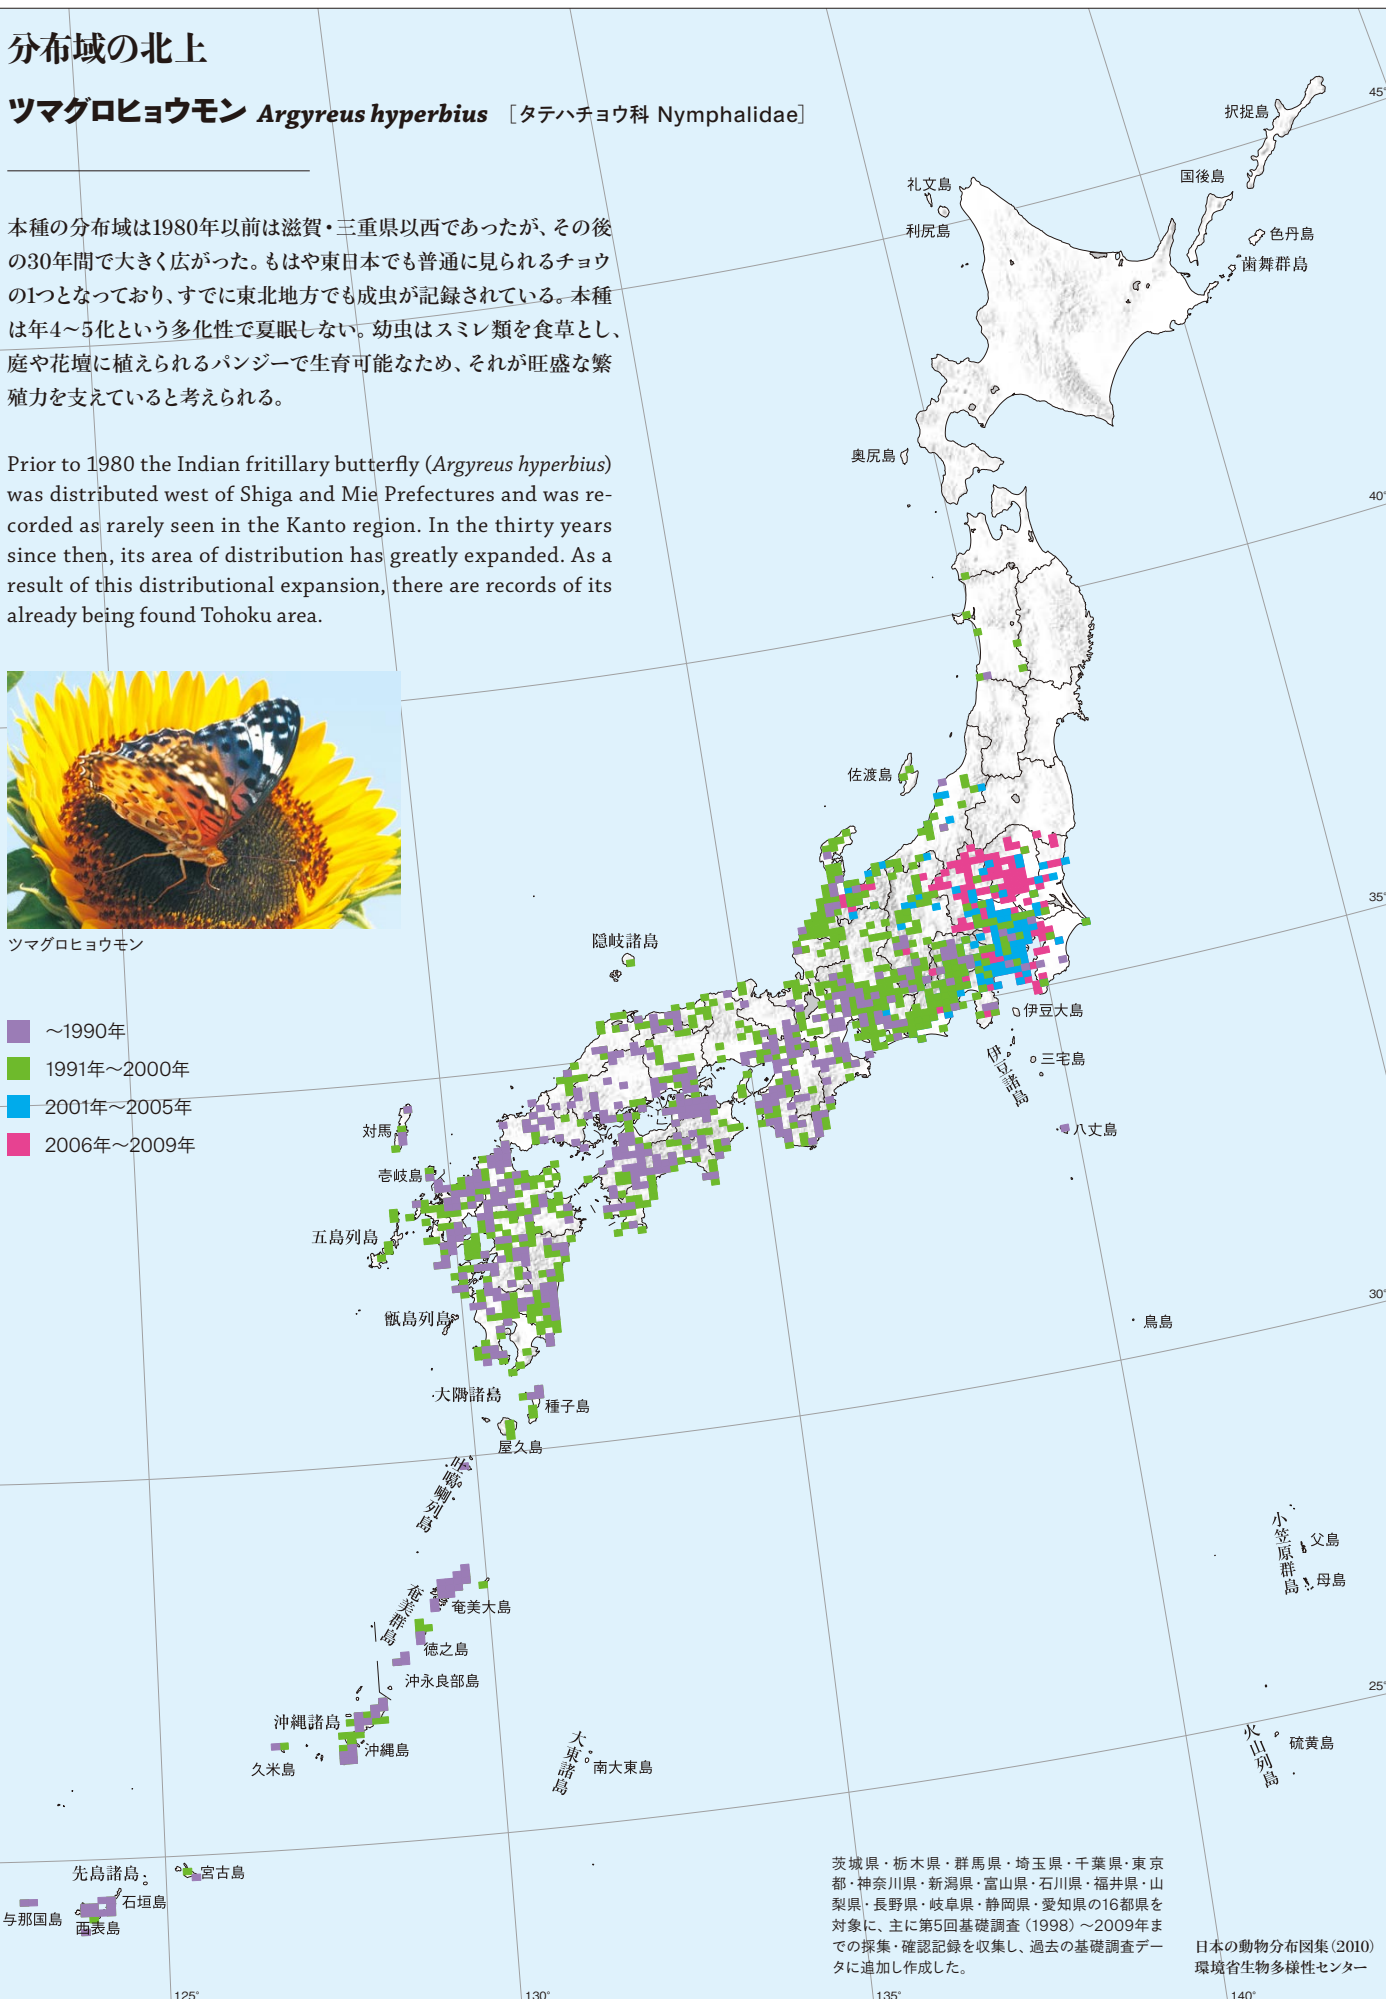 分布域の北上
ツマグロヒョウモン Argyreus hyperbius ［タテハチョウ科 Nymphalidae］
本種の分布域は1980年以前は滋賀・三重県以西であったが、その後
の30年間で大きく広がった。もはや東日本でも普通に見られるチョウ
の1つとなっており、すでに東北地方でも成虫が記録されている。本種
は年4～5化という多化性で夏眠しない。幼虫はスミレ類を食草とし、
庭や花壇に植えられるパンジーで生育可能なため、それが旺盛な繁
殖力を支えていると考えられる。
Prior to 1980 the Indian fritillary butterfly (Argyreus hyperbius)
was distributed west of Shiga and Mie Prefectures and was re-
corded as rarely seen in the Kanto region. In the thirty years
since then, its area of distribution has greatly expanded. As a
result of this distributional expansion, there are records of its
already being found Tohoku area.
ツマグロヒョウモン
～1990年
1991年～2000年
2001年～2005年
2006年～2009年
択捉島
国後島
色丹島
歯舞群島
礼文島
利尻島
奥尻島
佐渡島
隠岐諸島
伊豆大島
伊豆諸島
三宅島
八丈島
対馬
壱岐島
五島列島
甑島列島
鳥島
大隅諸島
種子島
屋久島
吐噶喇列島
小笠原群島
父島
母島
奄美群島
奄美大島
徳之島
沖永良部島
沖縄諸島
沖縄島
久米島
大東諸島
南大東島
火山列島
硫黄島
先島諸島
宮古島
石垣島
与那国島
西表島
45°
40°
35°
30°
25°
125°
130°
135°
140°
茨城県・栃木県・群馬県・埼玉県・千葉県・東京
都・神奈川県・新潟県・富山県・石川県・福井県・山
梨県・長野県・岐阜県・静岡県・愛知県の16都県を
対象に、主に第5回基礎調査（1998）～2009年ま
での採集・確認記録を収集し、過去の基礎調査デー
タに追加し作成した。
日本の動物分布図集（2010）
環境省生物多様性センター